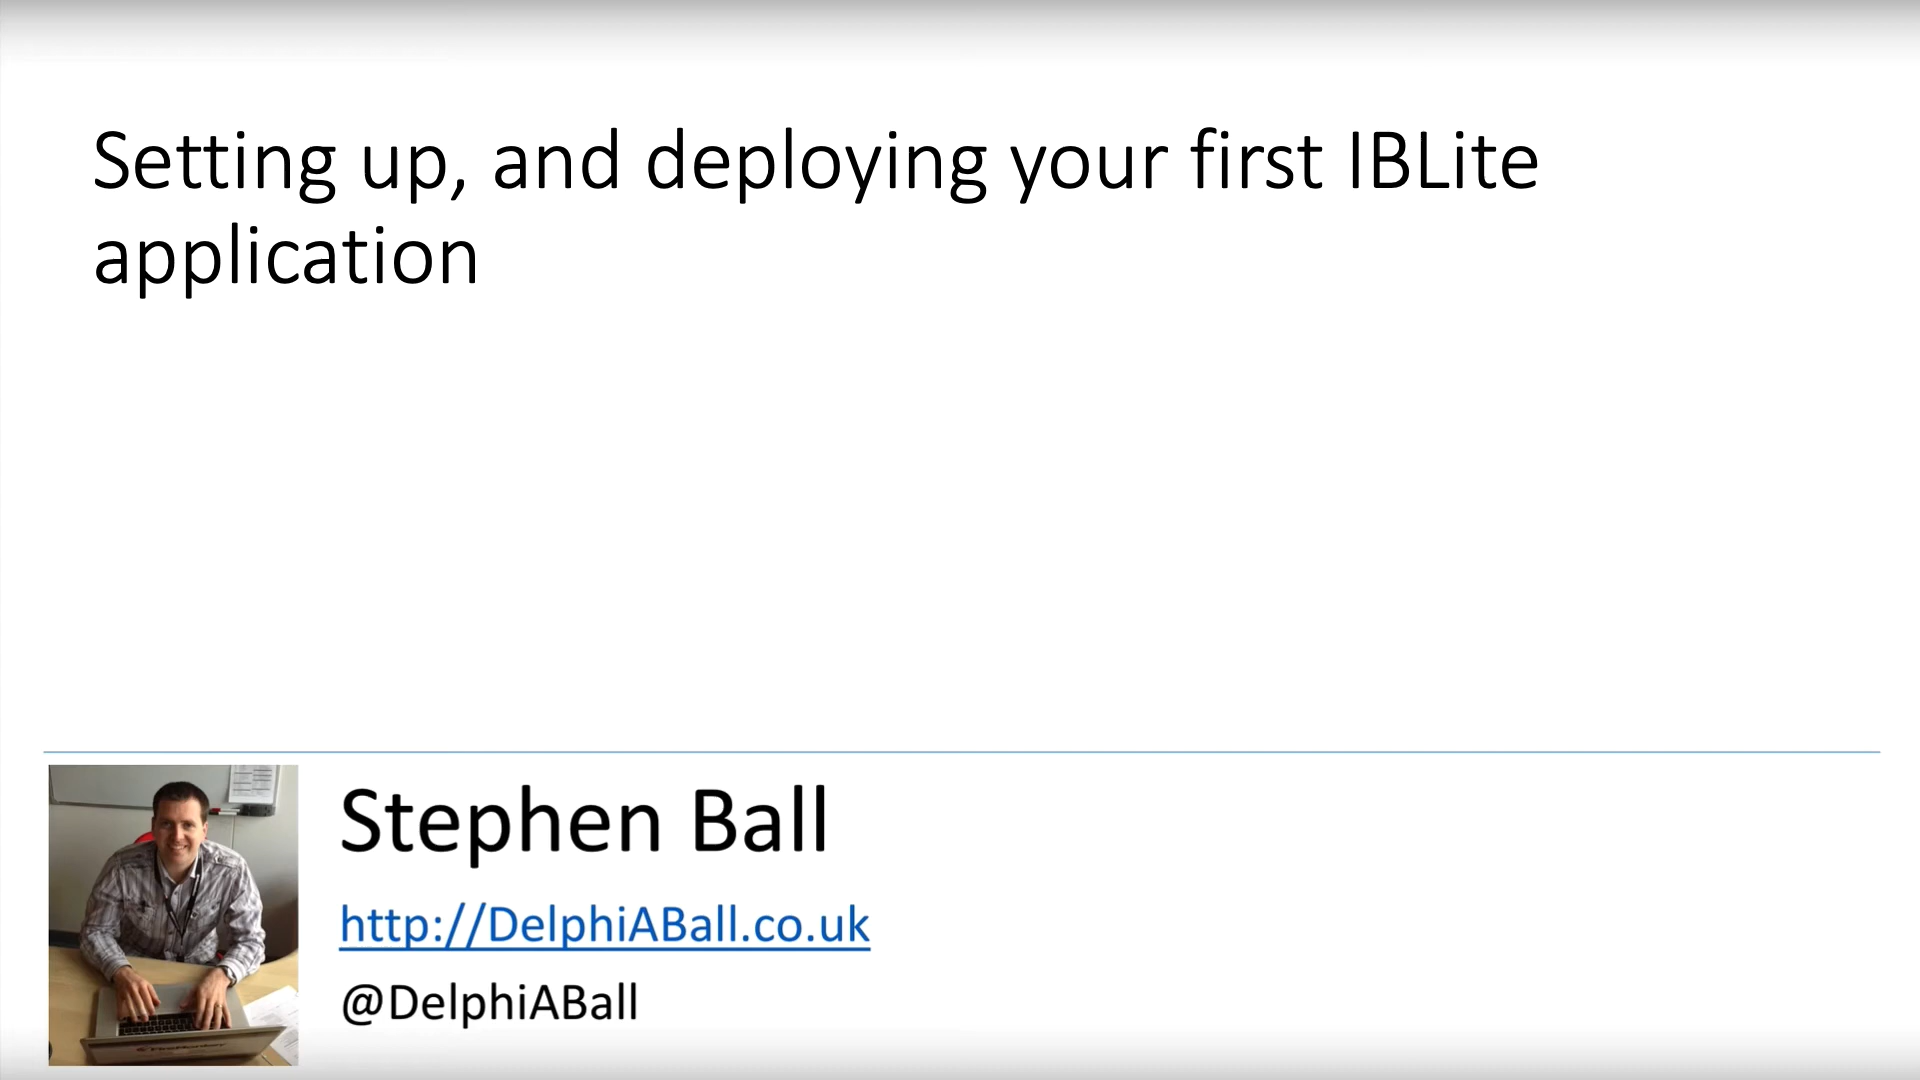 Setting up, and deploying your first IBLite
application
Stephen Ball
http://DelphiABall.co.uk
@DelphiABall